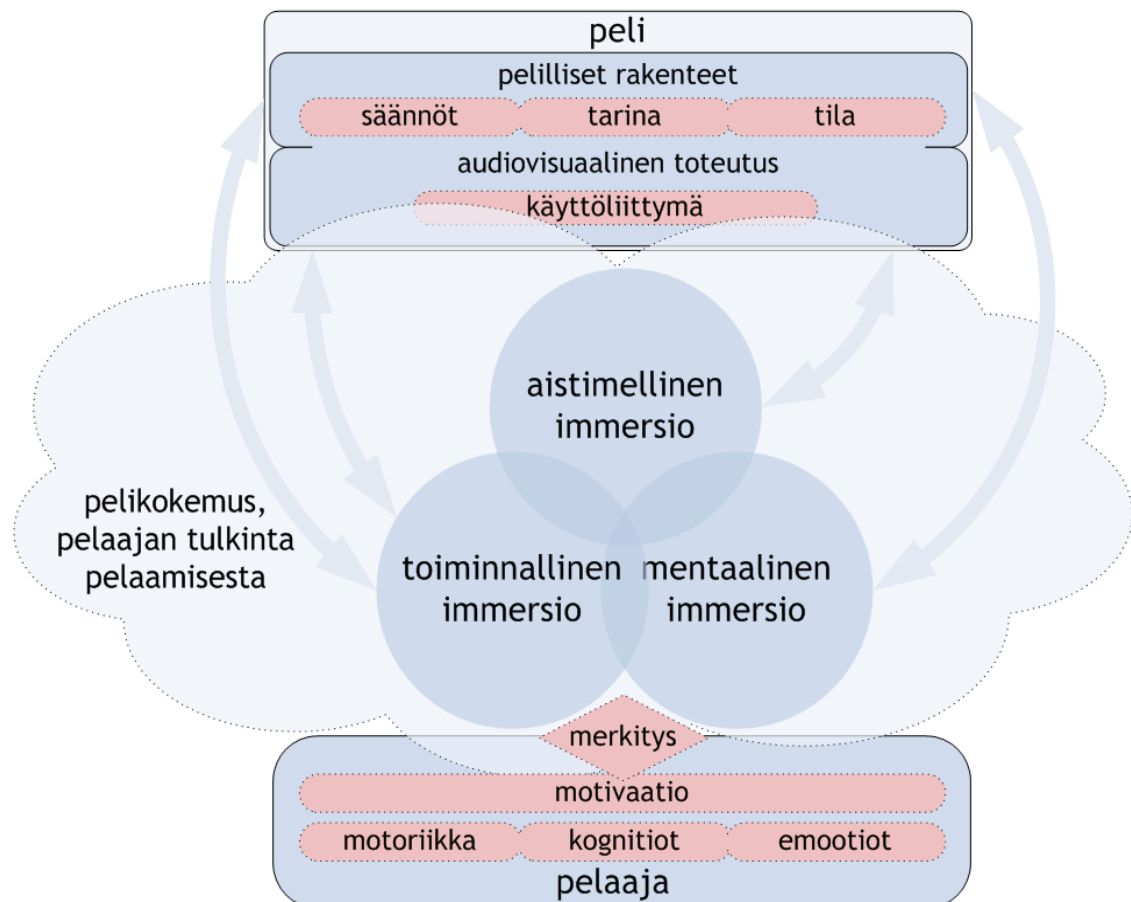 peli
pelilliset rakenteet
säännöt tarina tila
audiovisuaalinen toteutus
käyttöliittymä
aistimellinen
immersio
pelikokemus,
pelaajan tulkinta
pelaamisesta
toiminnallinen
immersio
mentaalinen
immersio
merkitys
motivaatio
motoriikka kognitiot emootiot
pelaaja